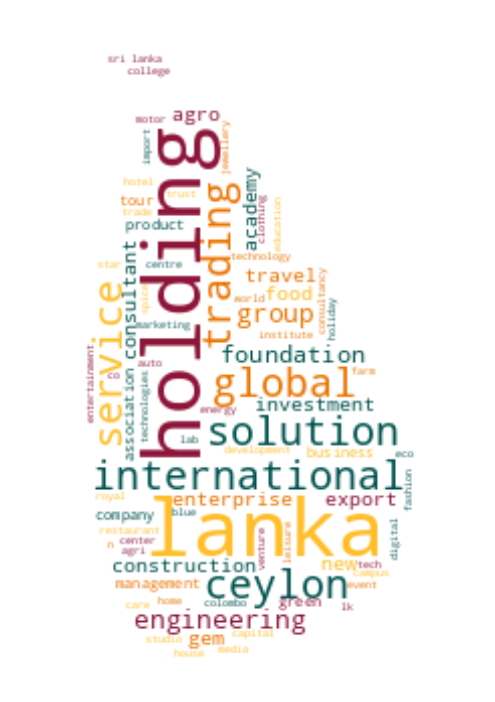 sri lanka
college
motor
agro
import
holding
jewellery
hotel
trust
tour
trade
trading
academy
clothing
education
product
technology
star
centre
consultant
travel
world
food
consultancy
holiday
spice
service
marketing
group
institute
foundation
entertainment
co
auto
association
technologies
global
farm
energy
investment
lab
solution
development
business
eco
international
fashion
royal
enterprise
export
company
blue
lanka
restaurant
n
center
agri
venture
leisure
digital
construction
new
tech
campus
management
ceylon
event
care
home
colombo
green
lk
engineering
studio
gem
capital
house
media